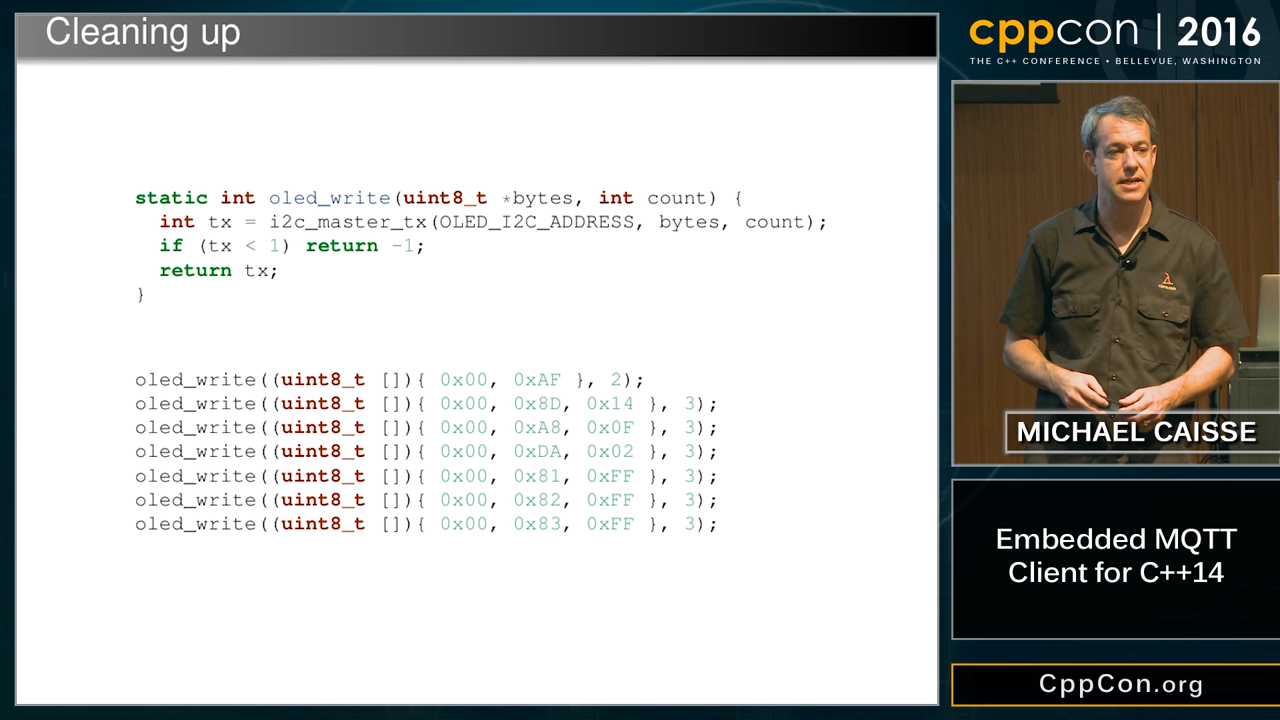 Cleaning up
static int oled_write(uint8_t *bytes, int count) {
int tx = i2c_master_tx(OLED_I2C_ADDRESS, bytes, count);
if (tx < 1) return -1;
return tx;
}
oled_write((uint8_t []){ 0x00, 0xAF }, 2);
oled_write((uint8_t []){ 0x00, 0x8D, 0x14 }, 3);
oled_write((uint8_t []){ 0x00, 0xA8, 0x0F }, 3);
oled_write((uint8_t []){ 0x00, 0xDA, 0x02 }, 3);
oled_write((uint8_t []){ 0x00, 0x81, 0xFF }, 3);
oled_write((uint8_t []){ 0x00, 0x82, 0xFF }, 3);
oled_write((uint8_t []){ 0x00, 0x83, 0xFF }, 3);
cppcon | 2016
THE C++ CONFERENCE • BELLEVUE, WASHINGTON
MICHAEL CAISSE
Embedded MQTT
Client for C++14
CppCon.org